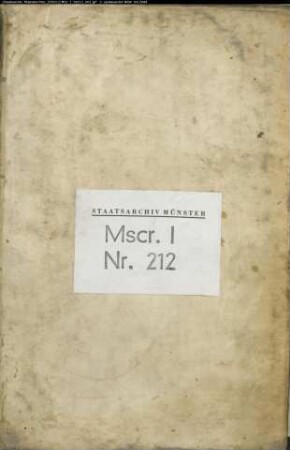 STAATSARCHIV MÜNSTER
Mscr. I
Nr. 212